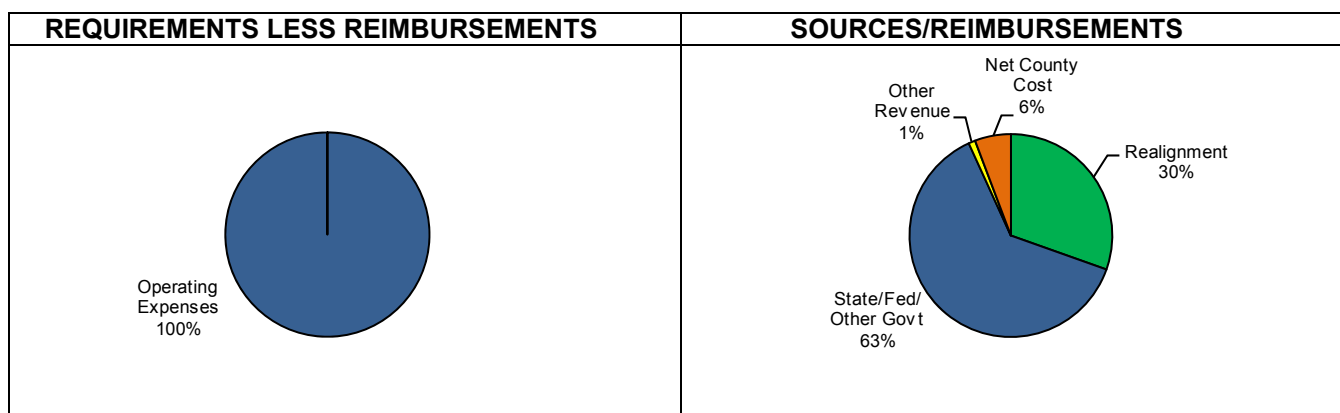 REQUIREMENTS LESS REIMBURSEMENTS
Operating
Expenses
100%
SOURCES/REIMBURSEMENTS
Net County
Cost
6%
Other
Revenue
1%
Realignment
30%
State/Fed/
Other Govt
63%